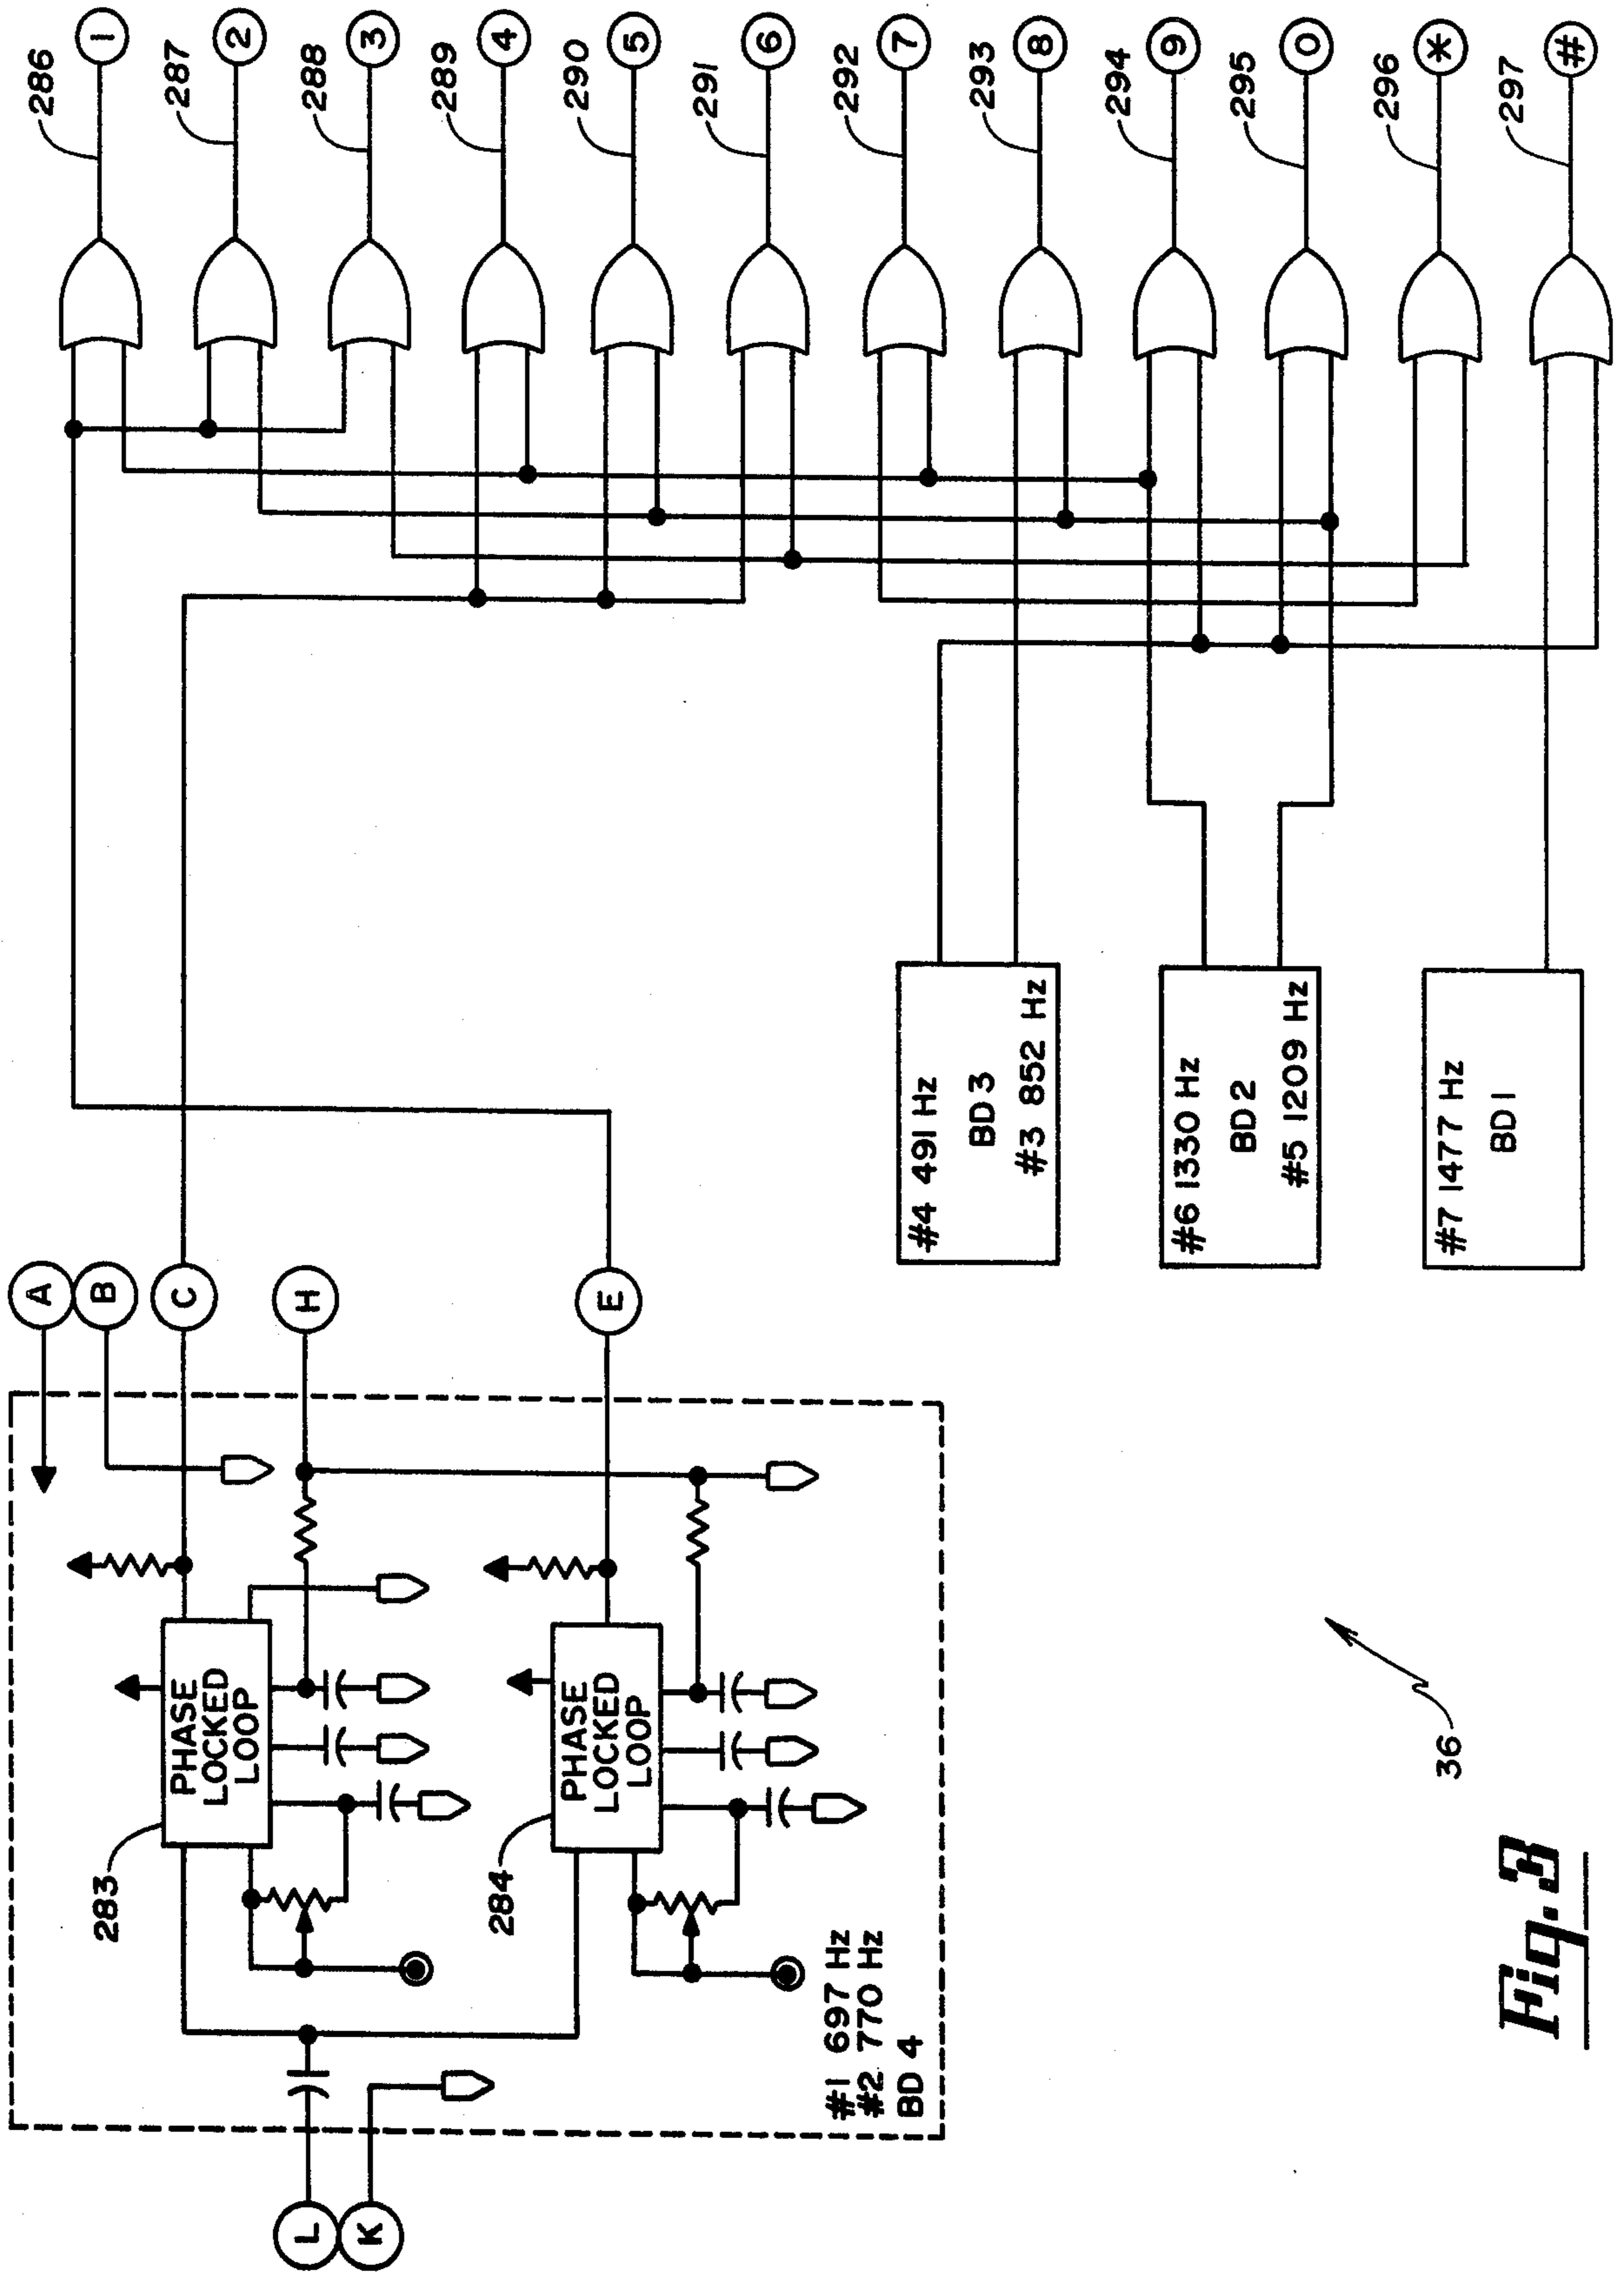 286
1
287
2
288
3
289
4
290
5
291
6
292
7
293
8
294
9
295
0
296
*
297
#
A
B
C
H
E
L
K
283
PHASE
LOCKED
LOOP
284
PHASE
LOCKED
LOOP
#1 697 Hz
#2 770 Hz
BD 4
#4 491 Hz
BD 3
#3 852 Hz
#6 1330 Hz
BD 2
#5 1209 Hz
#7 1477 Hz
BD 1
36
Fig. 3